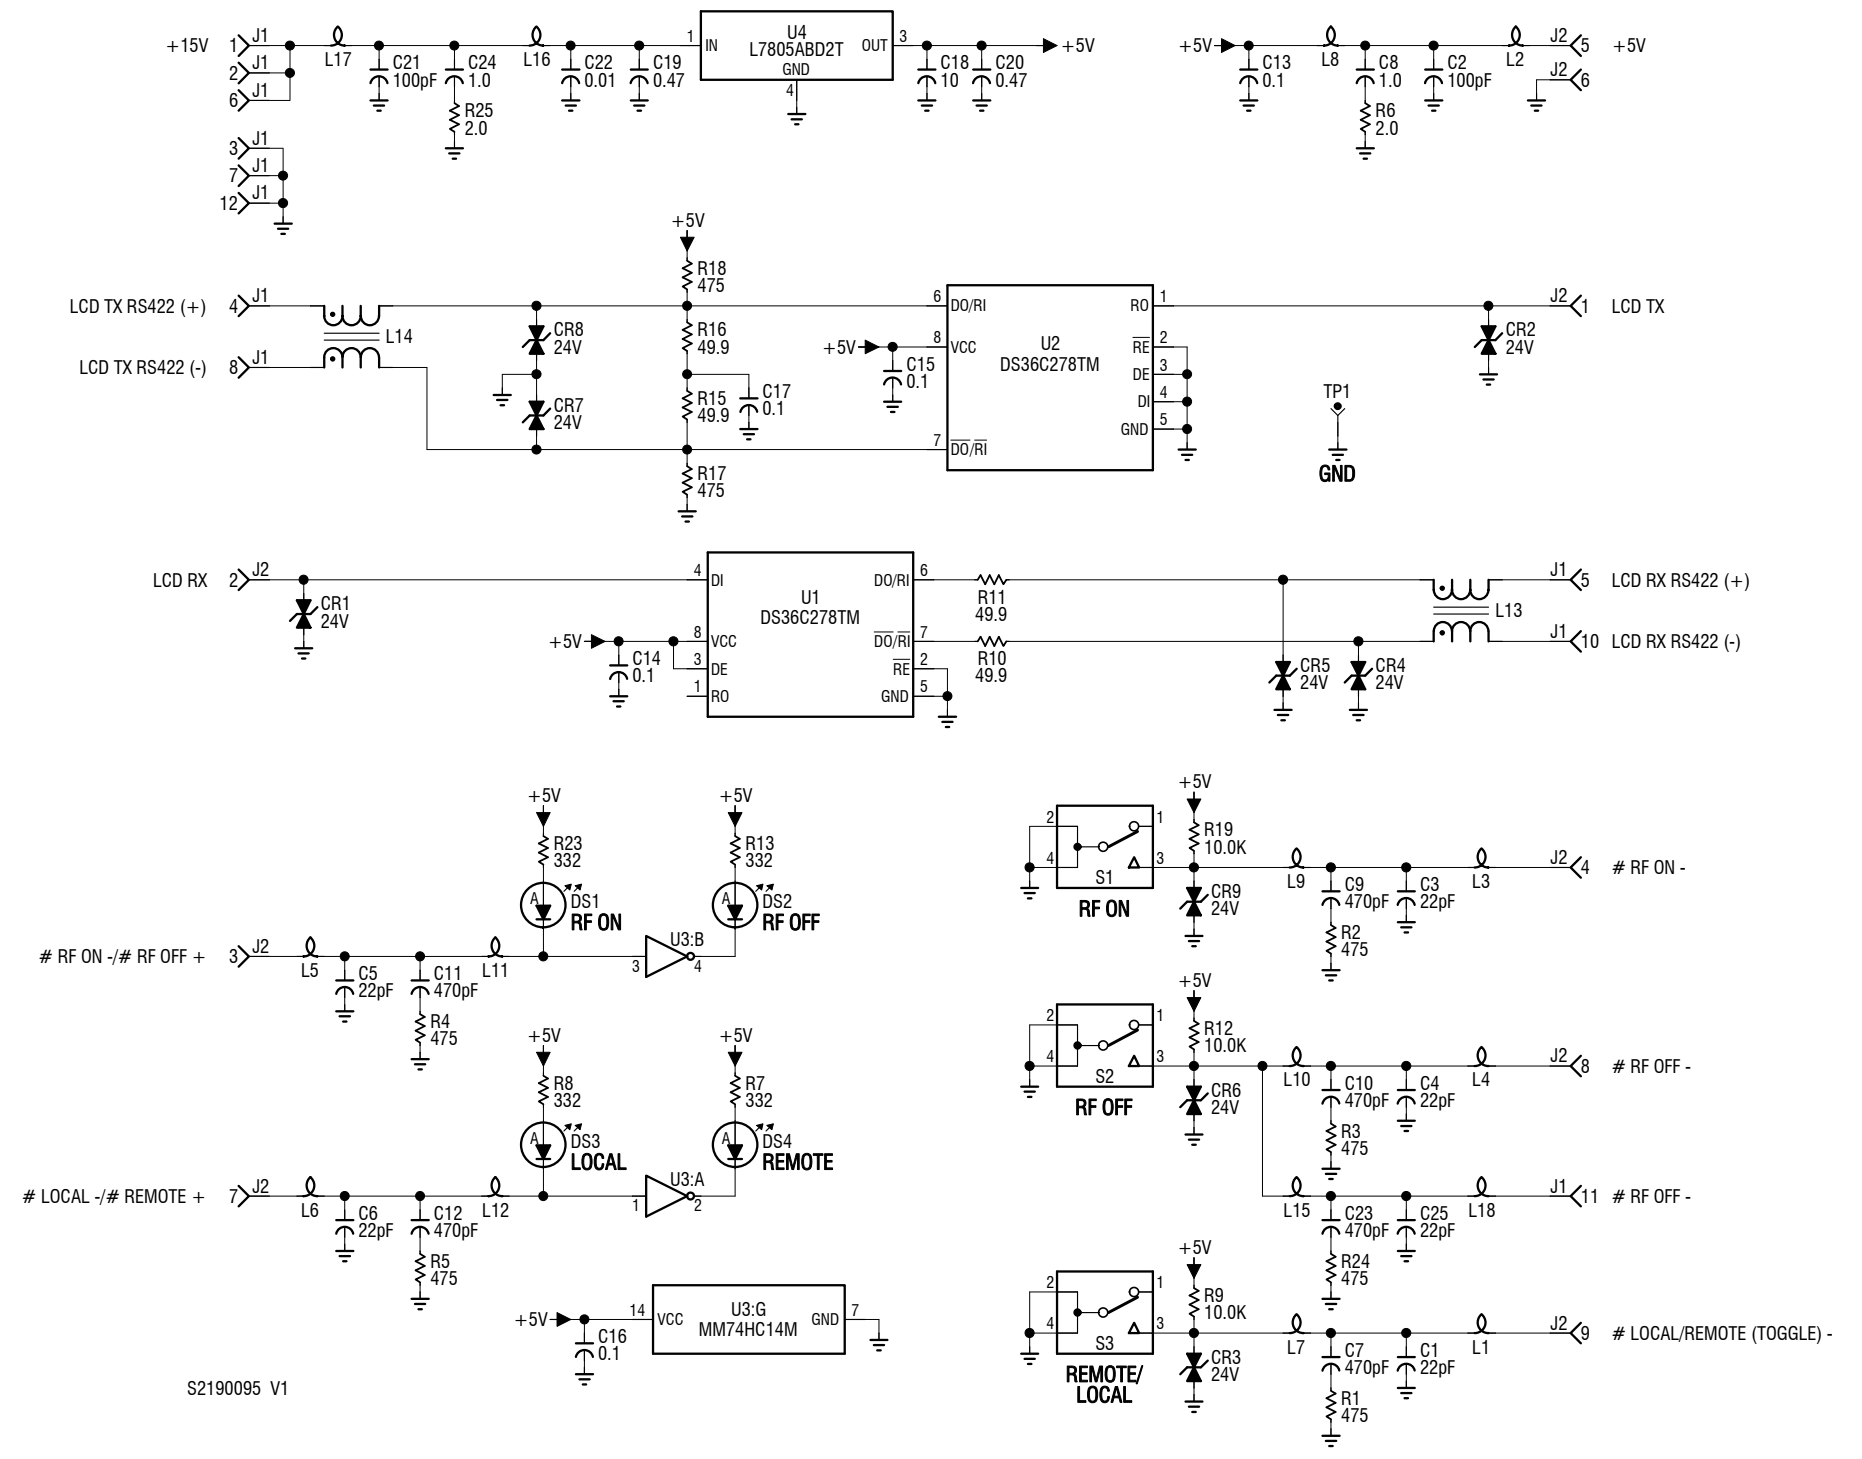 +15V 1 J1 L17 C21 100pF C24 1.0 R25 2.0 L16 C22 0.01 C19 0.47
2 J1
6 J1
1 IN U4 L7805ABD2T OUT 3
GND
4
C18 10 C20 0.47 +5V
+5V C13 0.1 L8 C8 1.0 R6 2.0 C2 100pF L2 J2 5 +5V
J2 6
3 J1
7 J1
12 J1
+5V
R18 475
LCD TX RS422 (+) 4 J1
L14
LCD TX RS422 (-) 8 J1
CR8 24V
CR7 24V
R16 49.9
R15 49.9
C17 0.1
R17 475
+5V
C15 0.1
6 DO/RI
8 VCC
7 DO/RI
U2
DS36C278TM
RO 1
RE 2
DE 3
DI 4
GND 5
J2 1 LCD TX
CR2 24V
TP1
GND
LCD RX 2 J2
CR1 24V
+5V
C14 0.1
4 DI
8 VCC
3 DE
1 RO
U1
DS36C278TM
DO/RI 6
DO/RI 7
RE 2
GND 5
R11 49.9
R10 49.9
CR5 24V
CR4 24V
L13
J1 5 LCD RX RS422 (+)
J1 10 LCD RX RS422 (-)
+5V
R23 332
A DS1
RF ON
+5V
R13 332
A DS2
RF OFF
# RF ON -/# RF OFF + 3 J2 L5 C5 22pF C11 470pF R4 475 L11
3 U3:B 4
+5V
R8 332
A DS3
LOCAL
+5V
R7 332
A DS4
REMOTE
# LOCAL -/# REMOTE + 7 J2 L6 C6 22pF C12 470pF R5 475 L12
1 U3:A 2
+5V
C16 0.1
14 VCC U3:G MM74HC14M GND 7
S2190095 V1
2 4 1 3 S1
RF ON
+5V
R19 10.0K
CR9 24V
L9 C9 470pF R2 475 C3 22pF L3 J2 4 # RF ON -
2 4 1 3 S2
RF OFF
+5V
R12 10.0K
CR6 24V
L10 C10 470pF R3 475 C4 22pF L4 J2 8 # RF OFF -
L15 C23 470pF R24 475 C25 22pF L18 J1 11 # RF OFF -
2 4 1 3 S3
REMOTE/
LOCAL
+5V
R9 10.0K
CR3 24V
L7 C7 470pF R1 475 C1 22pF L1 J2 9 # LOCAL/REMOTE (TOGGLE) -